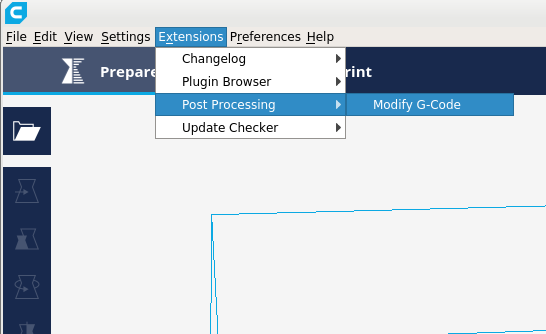 File Edit View Settings Extensions Preferences Help
Changelog
Prepare
rint
Plugin Browser
Post Processing
Modify G-Code
Update Checker